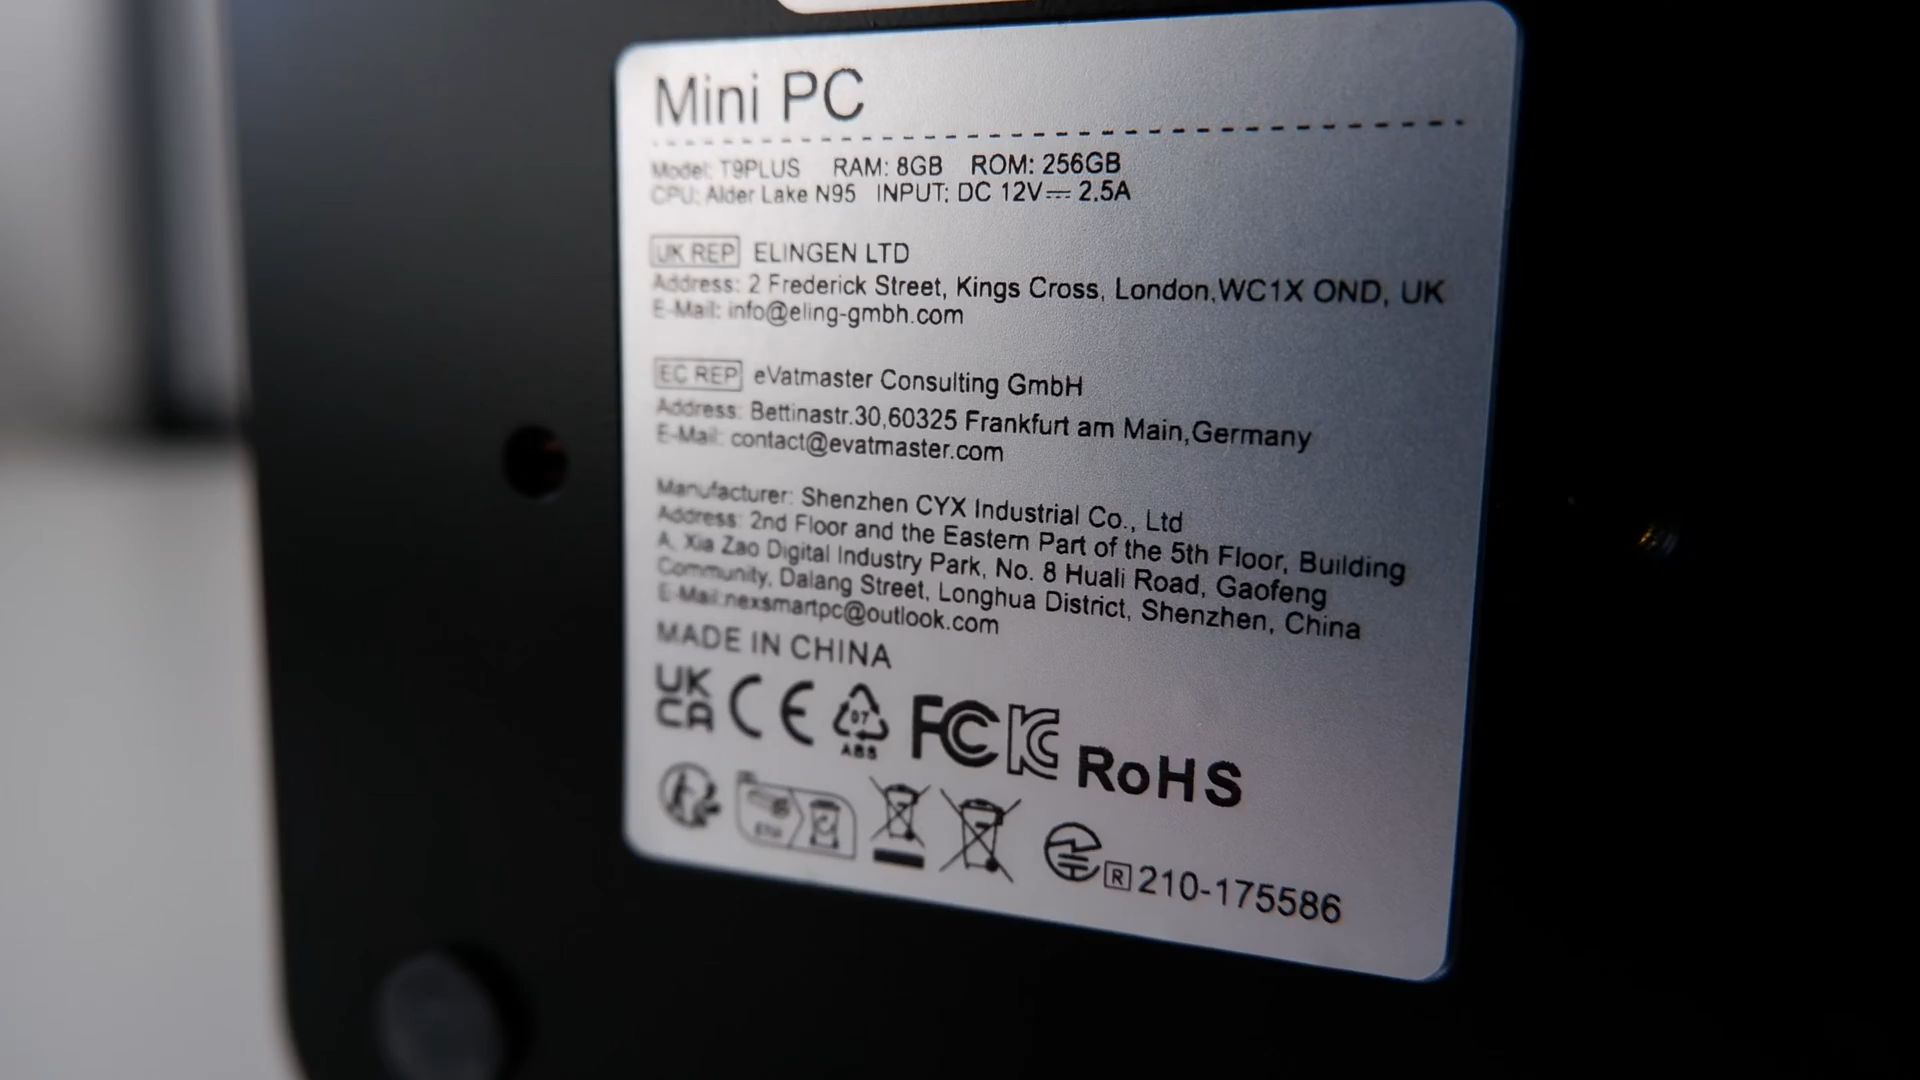 Mini PC
Model: T9PLUS RAM: 8GB ROM: 256GB
CPU: Alder Lake N95 INPUT: DC 12V⎓2.5A
UK REP ELINGEN LTD
Address: 2 Frederick Street, Kings Cross, London,WC1X OND, UK
E-Mail: info@eling-gmbh.com
EC REP eVatmaster Consulting GmbH
Address: Bettinastr.30,60325 Frankfurt am Main,Germany
E-Mail: contact@evatmaster.com
Manufacturer: Shenzhen CYX Industrial Co., Ltd
Address: 2nd Floor and the Eastern Part of the 5th Floor, Building
A, Xia Zao Digital Industry Park, No. 8 Huali Road, Gaofeng
Community, Dalang Street, Longhua District, Shenzhen, China
E-Mail:nexsmartpc@outlook.com
MADE IN CHINA
UK CA CE 07 ABS FC KC RoHS
R 210-175586